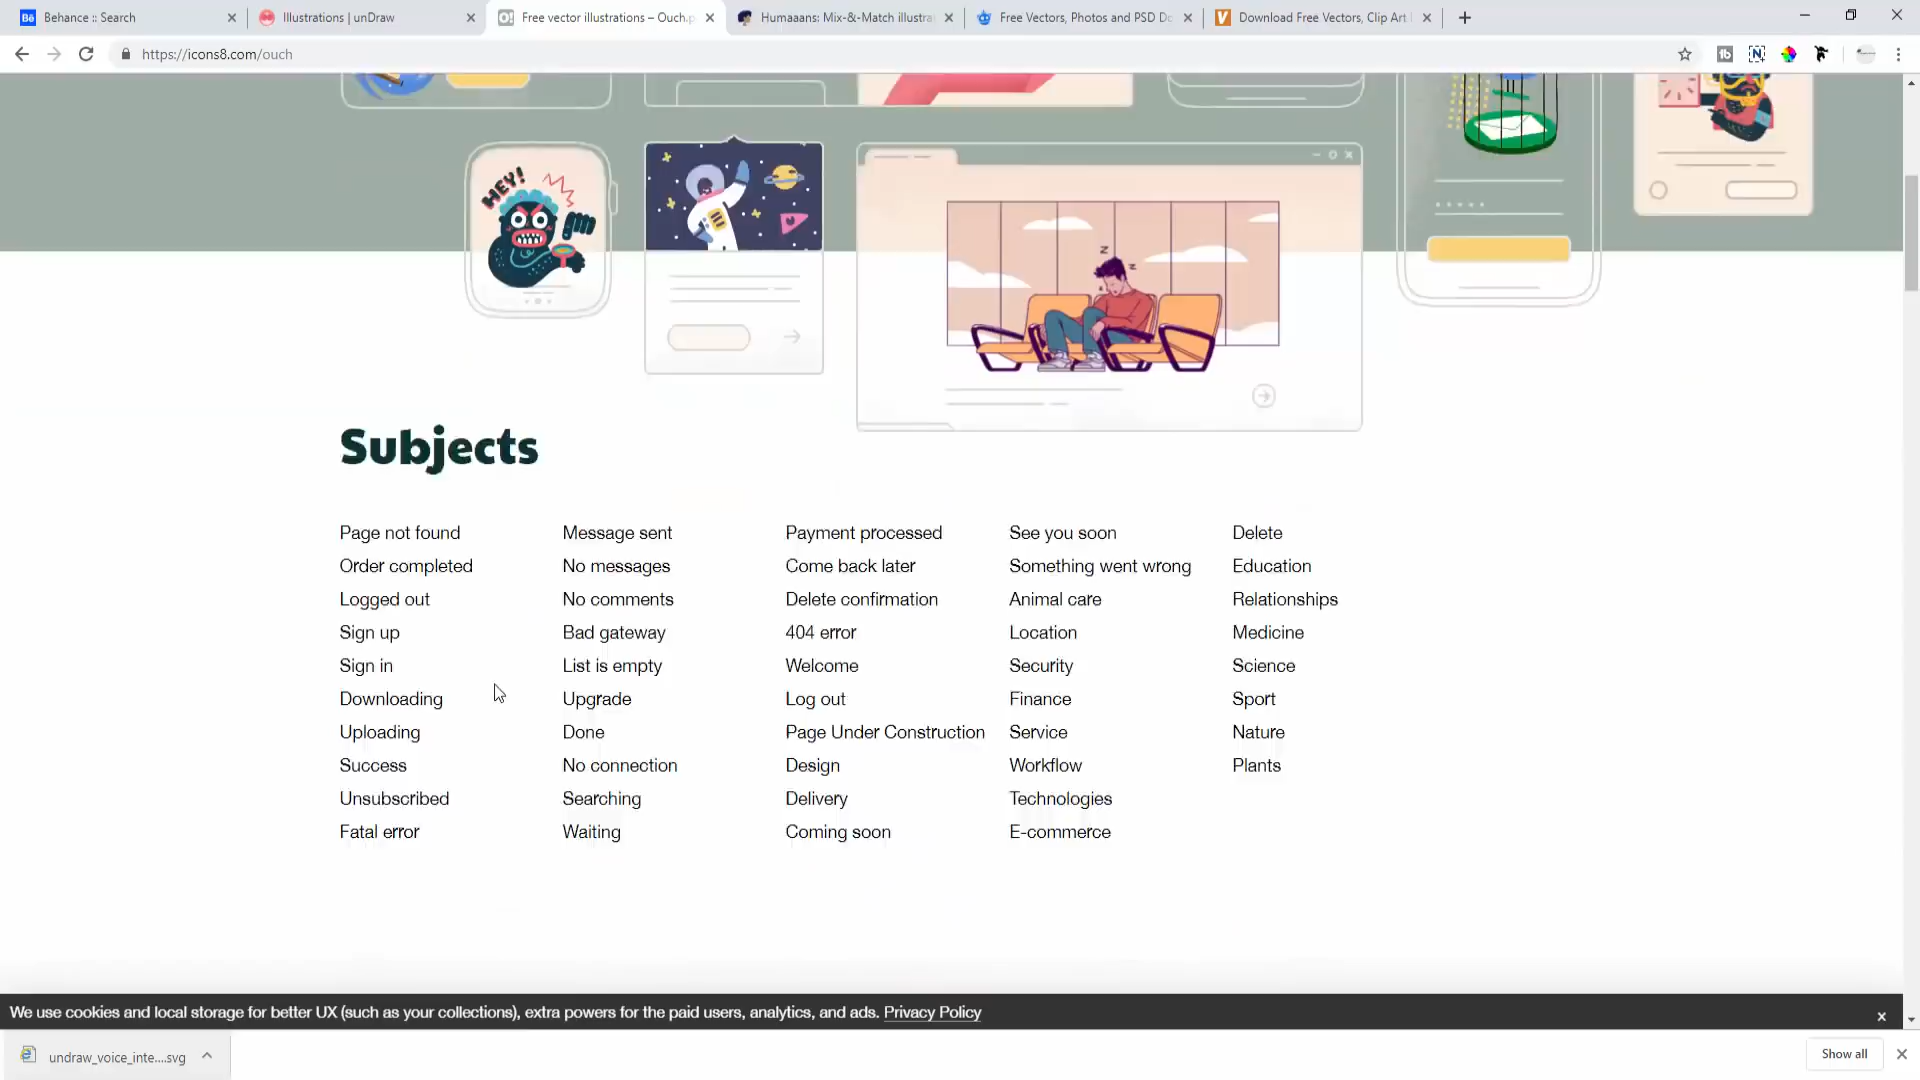 Behance :: Search
Illustrations | unDraw
Free vector illustrations – Ouch.p
Humaaans: Mix-&-Match illustra
Free Vectors, Photos and PSD Do
Download Free Vectors, Clip Art
https://icons8.com/ouch
HEY!
z
z
Subjects
Page not found
Order completed
Logged out
Sign up
Sign in
Downloading
Uploading
Success
Unsubscribed
Fatal error
Message sent
No messages
No comments
Bad gateway
List is empty
Upgrade
Done
No connection
Searching
Waiting
Payment processed
Come back later
Delete confirmation
404 error
Welcome
Log out
Page Under Construction
Design
Delivery
Coming soon
See you soon
Something went wrong
Animal care
Location
Security
Finance
Service
Workflow
Technologies
E-commerce
Delete
Education
Relationships
Medicine
Science
Sport
Nature
Plants
We use cookies and local storage for better UX (such as your collections), extra powers for the paid users, analytics, and ads. Privacy Policy
undraw_voice_inte....svg
Show all